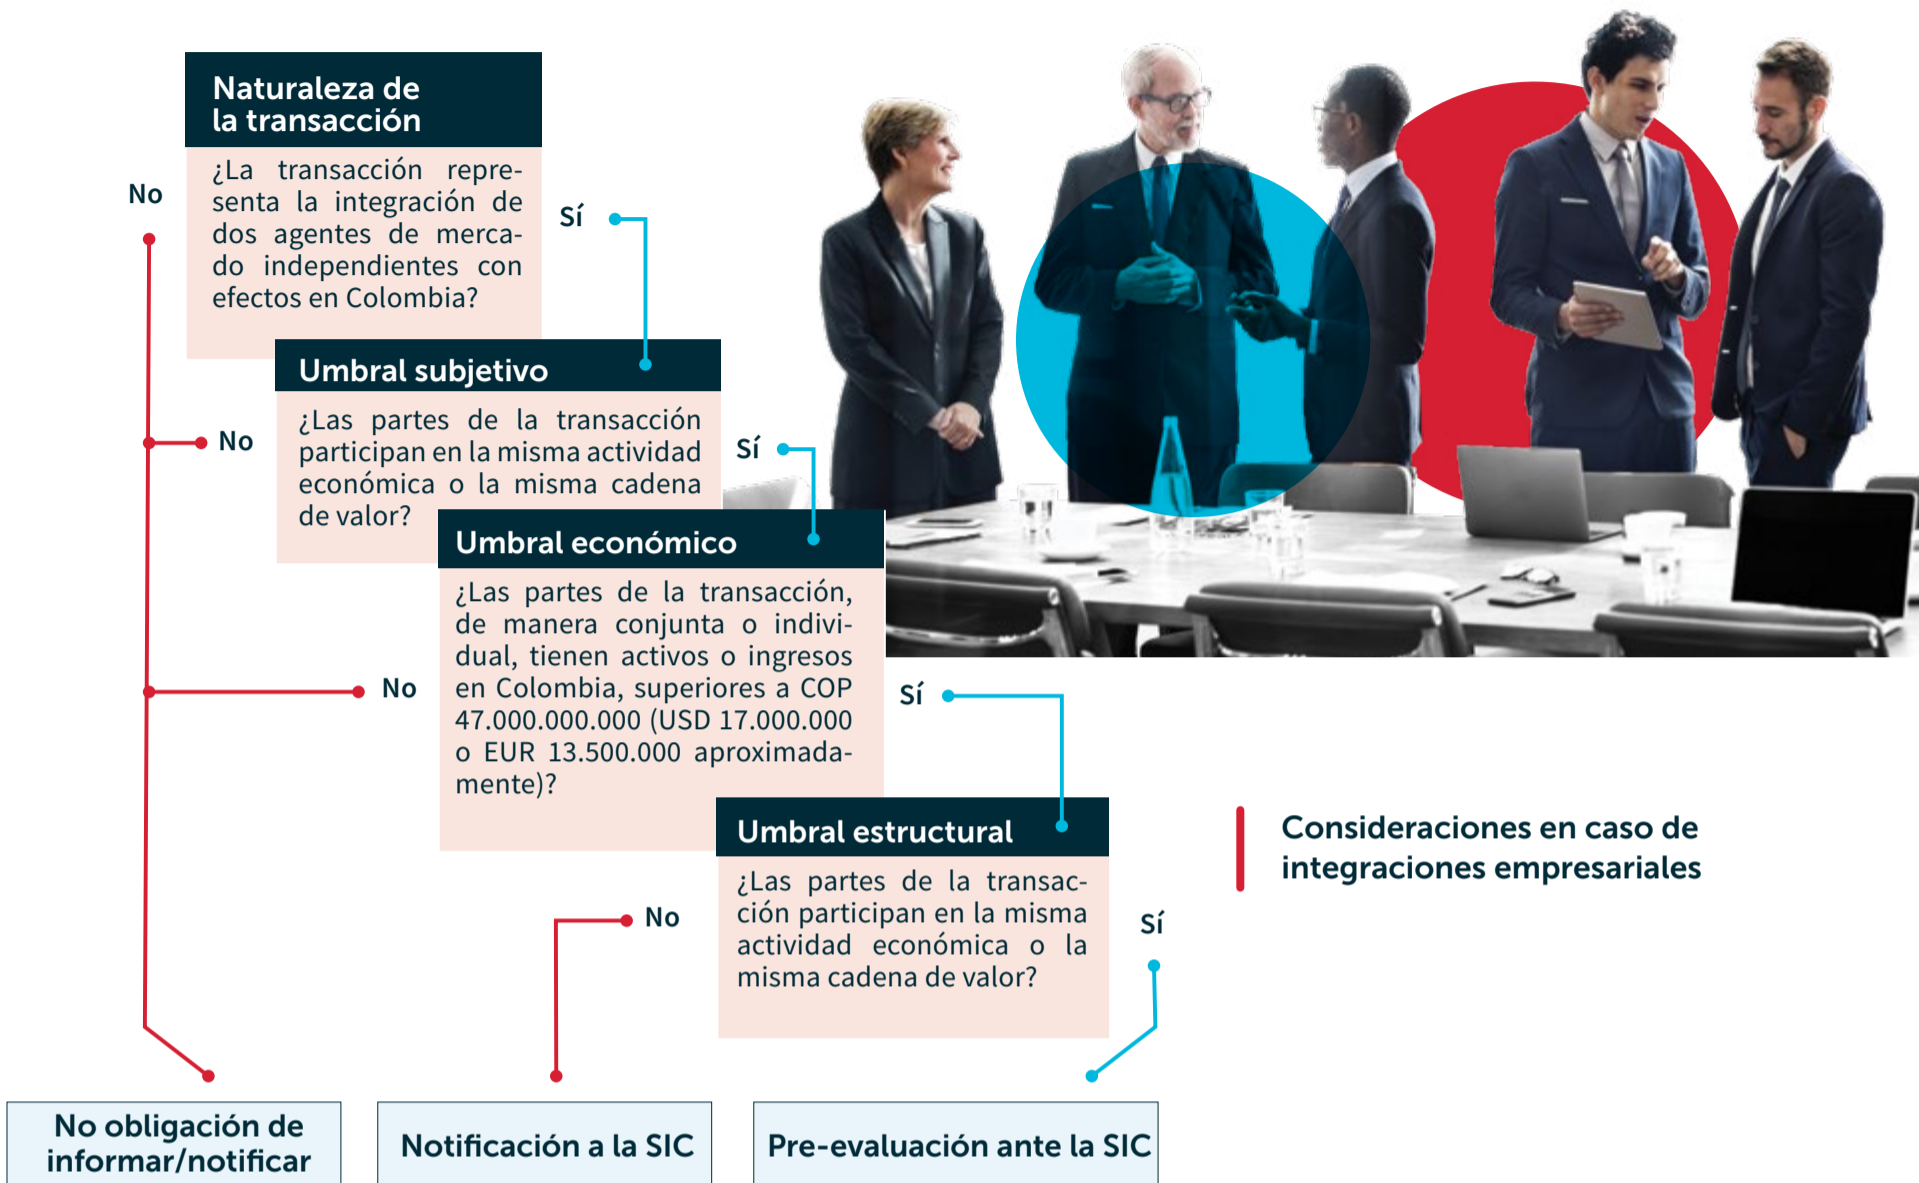 Naturaleza de
la transacción
¿La transacción repre-
senta la integración de
dos agentes de merca-
do independientes con
efectos en Colombia?
No
Sí
Umbral subjetivo
¿Las partes de la transacción
participan en la misma actividad
económica o la misma cadena
de valor?
No
Sí
Umbral económico
¿Las partes de la transacción,
de manera conjunta o indivi-
dual, tienen activos o ingresos
en Colombia, superiores a COP
47.000.000.000 (USD 17.000.000
o EUR 13.500.000 aproximada-
mente)?
No
Sí
Umbral estructural
¿Las partes de la transac-
ción participan en la misma
actividad económica o la
misma cadena de valor?
No
Sí
Consideraciones en caso de
integraciones empresariales
No obligación de
informar/notificar
Notificación a la SIC
Pre-evaluación ante la SIC